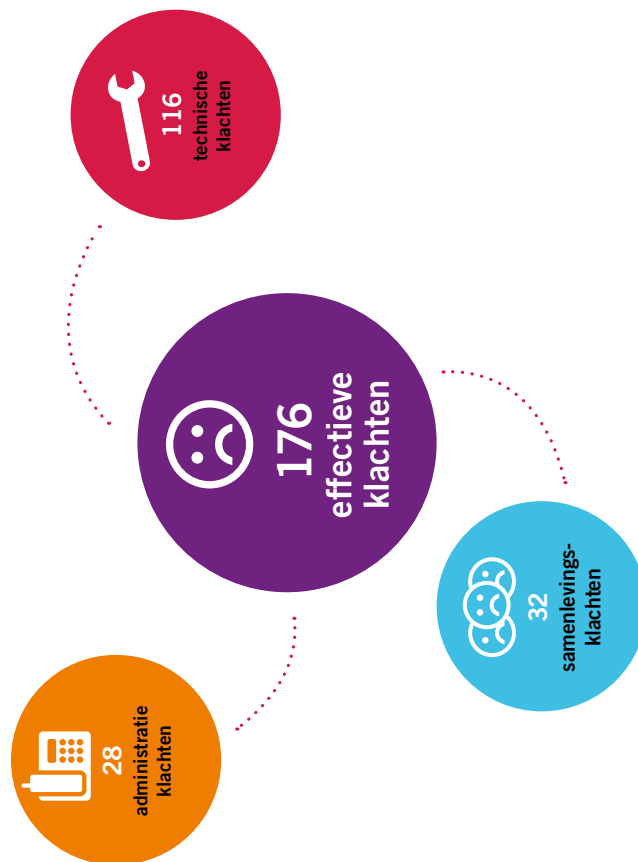 116
technische
klachten
176
effectieve
klachten
32
samenlevings-
klachten
28
administratie
klachten